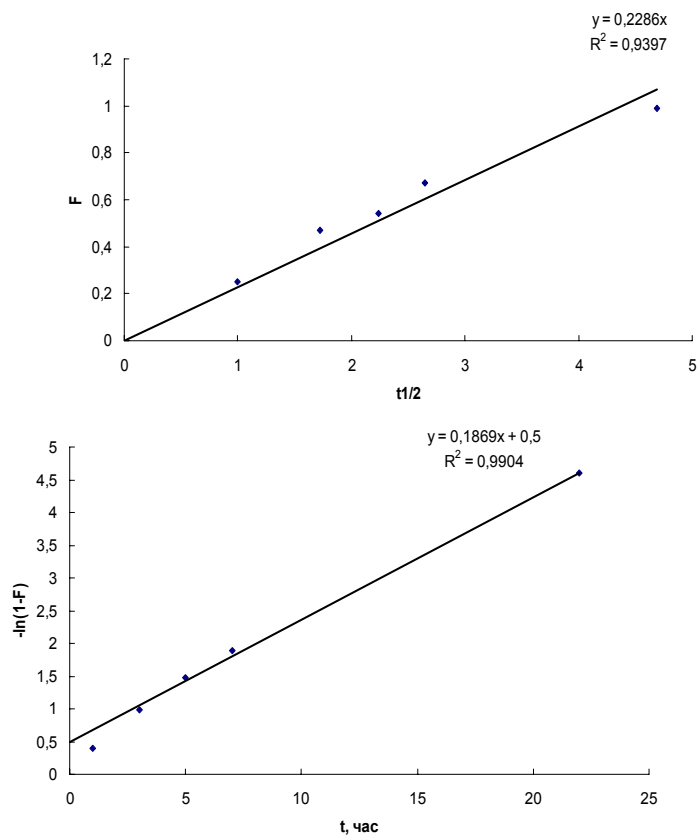 y = 0,2286x
R² = 0,9397
1,2
1
0,8
0,6
0,4
0,2
0
F
0 1 2 3 4 5
t1/2
y = 0,1869x + 0,5
R² = 0,9904
5
4,5
4
3,5
3
2,5
2
1,5
1
0,5
0
-ln(1-F)
0 5 10 15 20 25
t, час